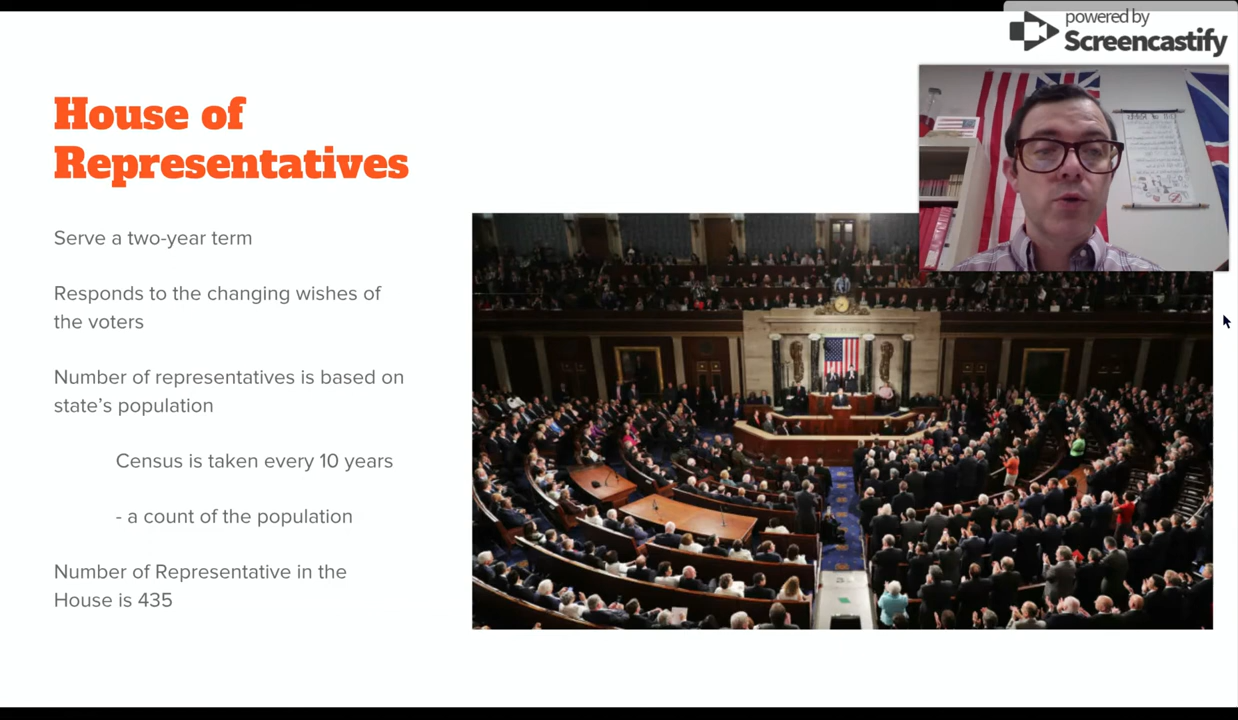 powered by
Screencastify
House of
Representatives
Serve a two-year term
Responds to the changing wishes of
the voters
Number of representatives is based on
state's population
Census is taken every 10 years
- a count of the population
Number of Representative in the
House is 435